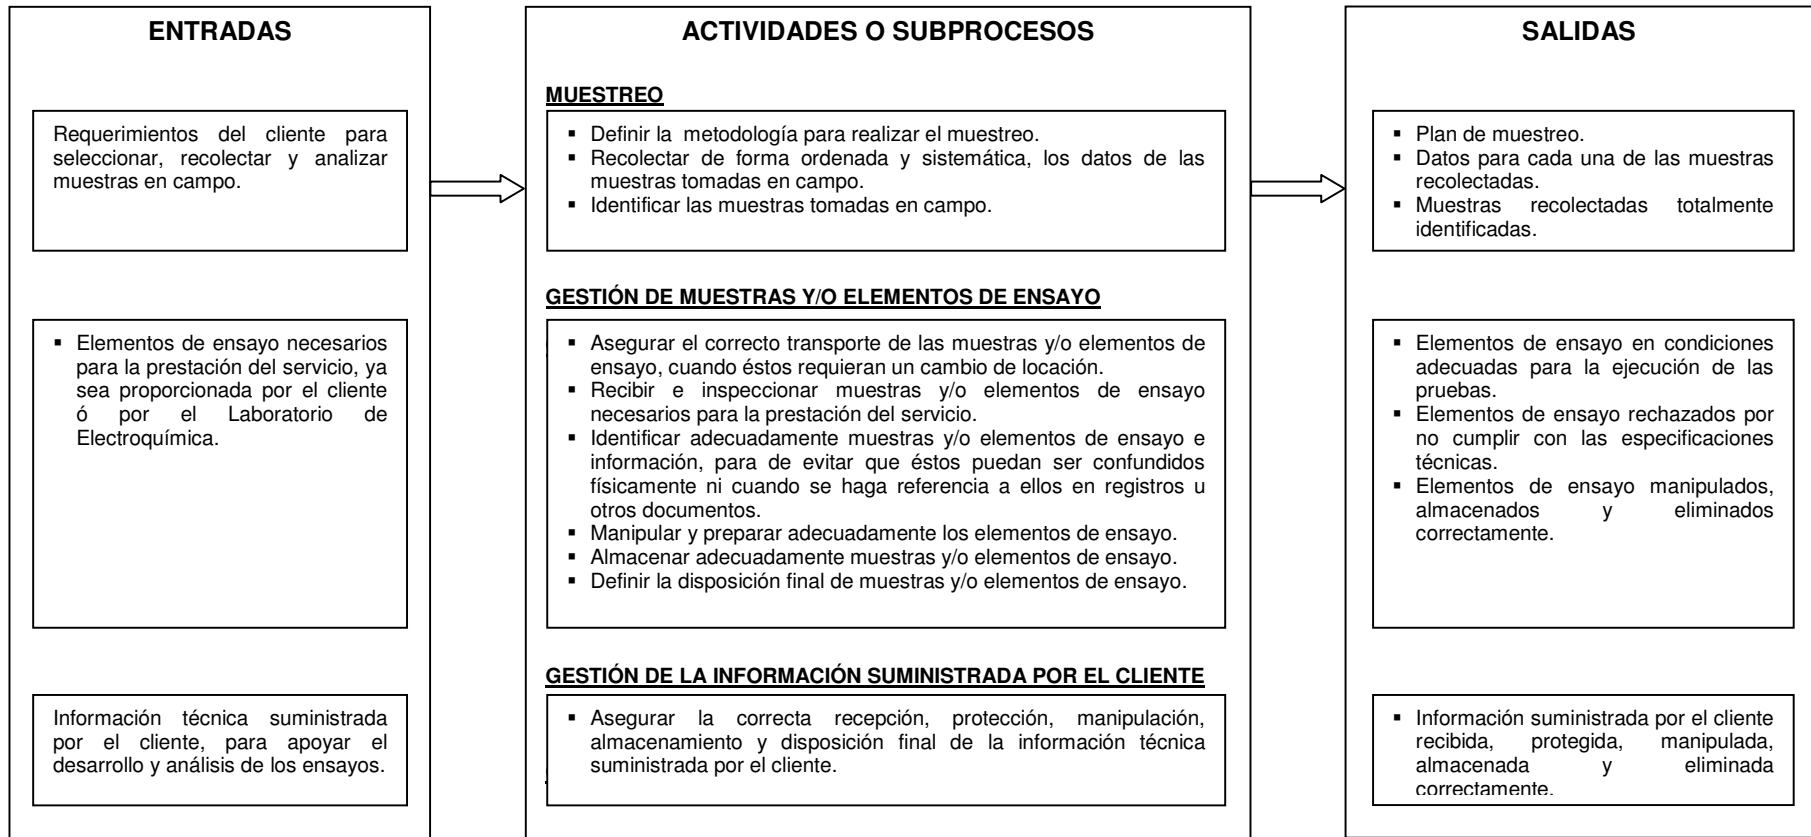 ENTRADAS
Requerimientos del cliente para
seleccionar, recolectar y analizar
muestras en campo.
▪ Elementos de ensayo necesarios
para la prestación del servicio, ya
sea proporcionada por el cliente
ó por el Laboratorio de
Electroquímica.
Información técnica suministrada
por el cliente, para apoyar el
desarrollo y análisis de los ensayos.
ACTIVIDADES O SUBPROCESOS
MUESTREO
▪ Definir la metodología para realizar el muestreo.
▪ Recolectar de forma ordenada y sistemática, los datos de las
muestras tomadas en campo.
▪ Identificar las muestras tomadas en campo.
GESTIÓN DE MUESTRAS Y/O ELEMENTOS DE ENSAYO
▪ Asegurar el correcto transporte de las muestras y/o elementos de
ensayo, cuando éstos requieran un cambio de locación.
▪ Recibir e inspeccionar muestras y/o elementos de ensayo
necesarios para la prestación del servicio.
▪ Identificar adecuadamente muestras y/o elementos de ensayo e
información, para de evitar que éstos puedan ser confundidos
físicamente ni cuando se haga referencia a ellos en registros u
otros documentos.
▪ Manipular y preparar adecuadamente los elementos de ensayo.
▪ Almacenar adecuadamente muestras y/o elementos de ensayo.
▪ Definir la disposición final de muestras y/o elementos de ensayo.
GESTIÓN DE LA INFORMACIÓN SUMINISTRADA POR EL CLIENTE
▪ Asegurar la correcta recepción, protección, manipulación,
almacenamiento y disposición final de la información técnica
suministrada por el cliente.
SALIDAS
▪ Plan de muestreo.
▪ Datos para cada una de las muestras
recolectadas.
▪ Muestras recolectadas totalmente
identificadas.
▪ Elementos de ensayo en condiciones
adecuadas para la ejecución de las
pruebas.
▪ Elementos de ensayo rechazados por
no cumplir con las especificaciones
técnicas.
▪ Elementos de ensayo manipulados,
almacenados y eliminados
correctamente.
▪ Información suministrada por el cliente
recibida, protegida, manipulada,
almacenada y eliminada
correctamente.